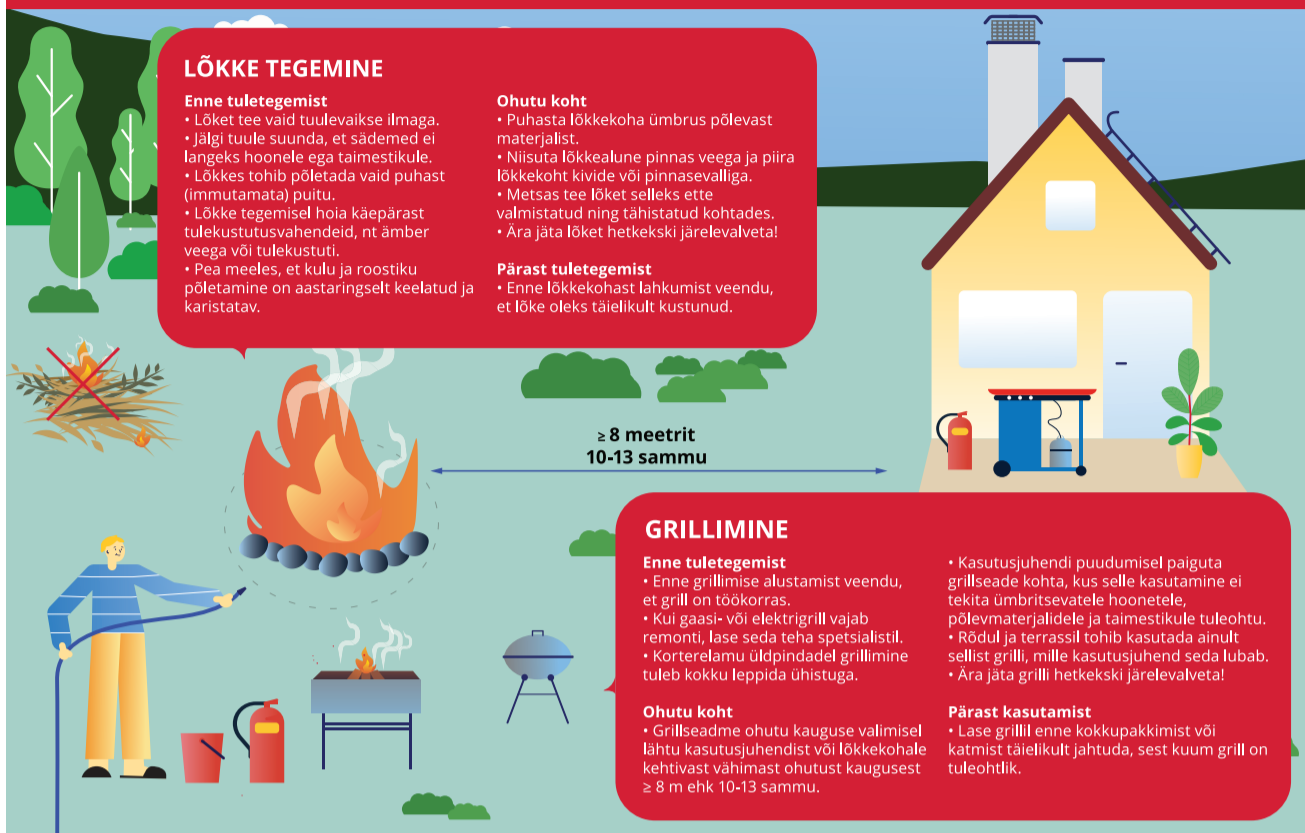 LÕKKE TEGEMINE
Enne tuletegemist
• Lõket tee vaid tuulevaikse ilmaga.
• Jälgi tuule suunda, et sädemed ei
langeks hoonele ega taimestikule.
• Lõkkes tohib põletada vaid puhast
(immutamata) puitu.
• Lõkke tegemisel hoia käepärast
tulekustutusvahendeid, nt ämber
veega või tulekustuti.
• Pea meeles, et kulu ja roostiku
põletamine on aastaringselt keelatud ja
karistatav.
Ohutu koht
• Puhasta lõkkekoha ümbrus põlevast
materjalist.
• Niisuta lõkkealune pinnas veega ja piira
lõkkekoht kivide või pinnasevalliga.
• Metsas tee lõket selleks ette
valmistatud ning tähistatud kohtades.
• Ära jäta lõket hetkekski järelevalveta!
Pärast tuletegemist
• Enne lõkkekohast lahkumist veendu,
et lõke oleks täielikult kustunud.
≥ 8 meetrit
10-13 sammu
GRILLIMINE
Enne tuletegemist
• Enne grillimise alustamist veendu,
et grill on töökorras.
• Kui gaasi- või elektrigrill vajab
remonti, lase seda teha spetsialistil.
• Korterelamu üldpindadel grillimine
tuleb kokku leppida ühistuga.
Ohutu koht
• Grillseadme ohutu kauguse valimisel
lähtu kasutusjuhendist või lõkkekohale
kehtivast vähimast ohutust kaugusest
≥ 8 m ehk 10-13 sammu.
• Kasutusjuhendi puudumisel paiguta
grillseade kohta, kus selle kasutamine ei
tekita ümbritsevatele hoonetele,
põlevmaterjalidele ja taimestikule tuleohtu.
• Rõdul ja terrassil tohib kasutada ainult
sellist grilli, mille kasutusjuhend seda lubab.
• Ära jäta grilli hetkekski järelevalveta!
Pärast kasutamist
• Lase grillil enne kokkupakkimist või
katmist täielikult jahtuda, sest kuum grill on
tuleohtlik.